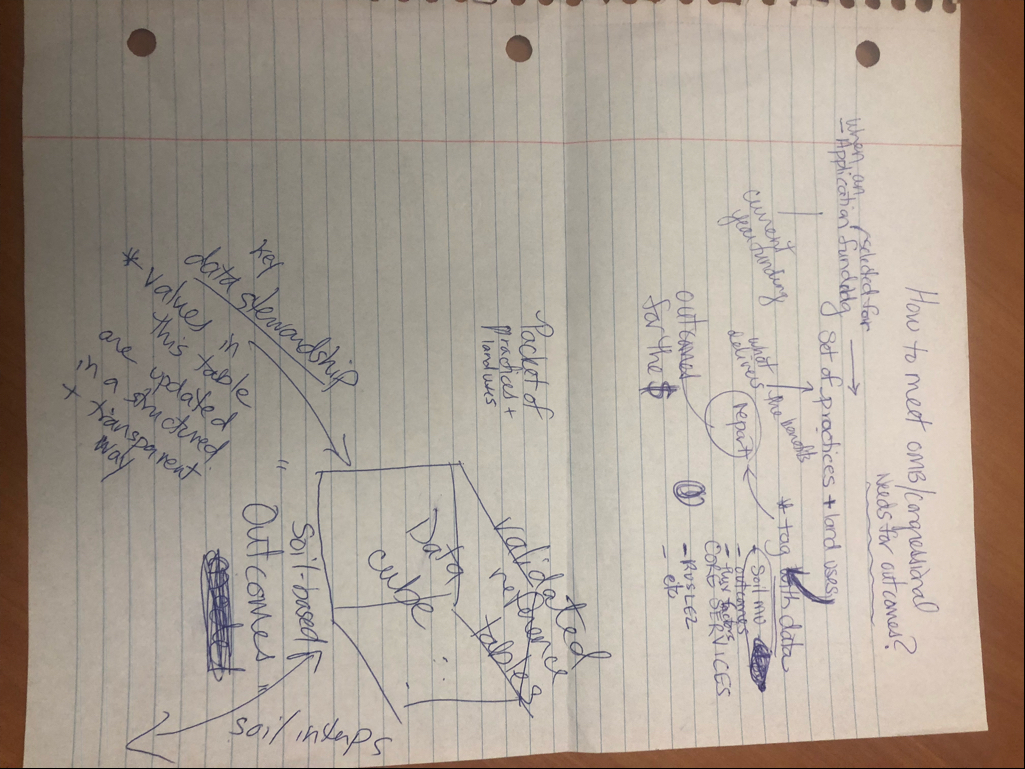 How to meet OMB/Congressional
Needs for outcomes?
When an selected for
Application funding
Set of practices + land uses
current
year funding
what
delivers the benefits
* tag with data
- Soil MU
- outcomes
- factors
CORE SERVICES
- RUSLE2
- etc
report
outcomes
for the $
Packet of
practices +
land uses
validated
reference
tables
Data
cube
"Soil-based
Outcomes"
soil interps
key
data stewardship
* values in
this table
are updated
in a structured
+ transparent
way